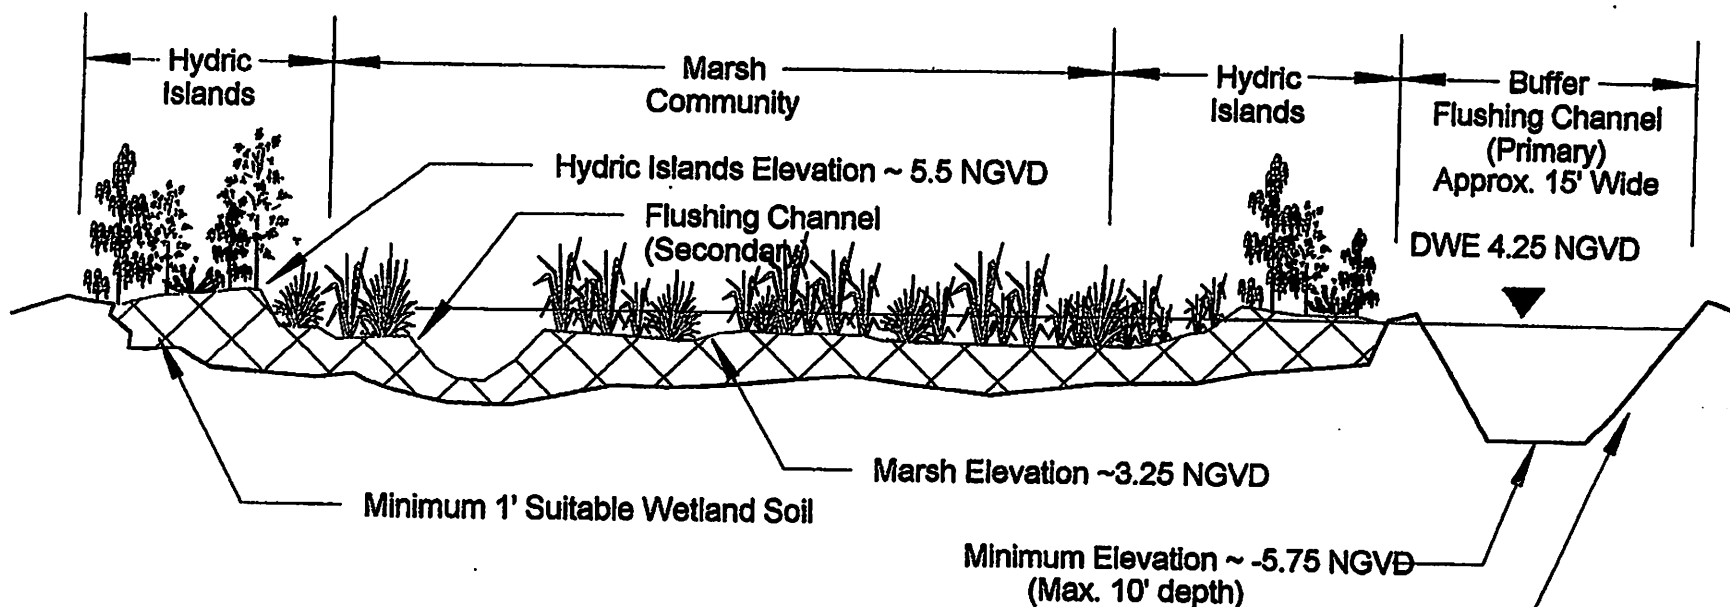 Hydric
Islands
Marsh
Community
Hydric
Islands
Buffer
Flushing Channel
(Primary)
Approx. 15' Wide
Hydric Islands Elevation ~ 5.5 NGVD
Flushing Channel
(Secondary)
DWE 4.25 NGVD
Marsh Elevation ~3.25 NGVD
Minimum 1' Suitable Wetland Soil
Minimum Elevation ~ -5.75 NGVD
(Max. 10' depth)